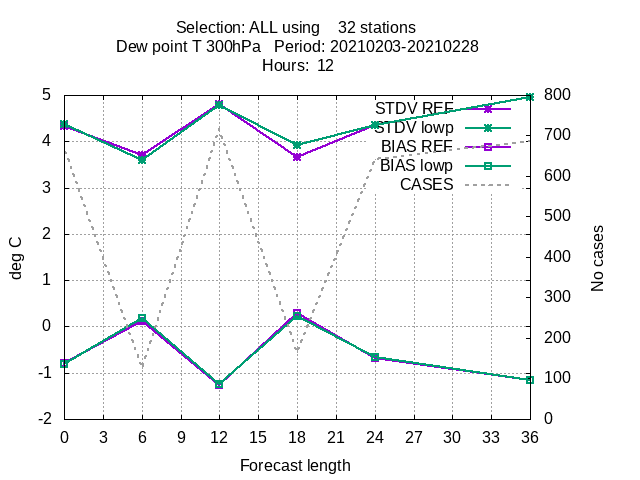 Selection: ALL using    32 stations
Dew point T 300hPa   Period: 20210203-20210228
Hours:  12
5
4
3
2
1
0
-1
-2
deg C
STDV REF
STDV lowp
BIAS REF
BIAS lowp
CASES
800
700
600
500
400
300
200
100
0
No cases
0 3 6 9 12 15 18 21 24 27 30 33 36
Forecast length